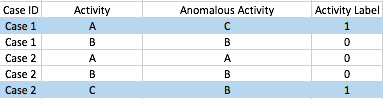 Case ID Activity Anomalous Activity Activity Label
Case 1 A C 1
Case 1 B B 0
Case 2 A A 0
Case 2 B B 0
Case 2 C B 1